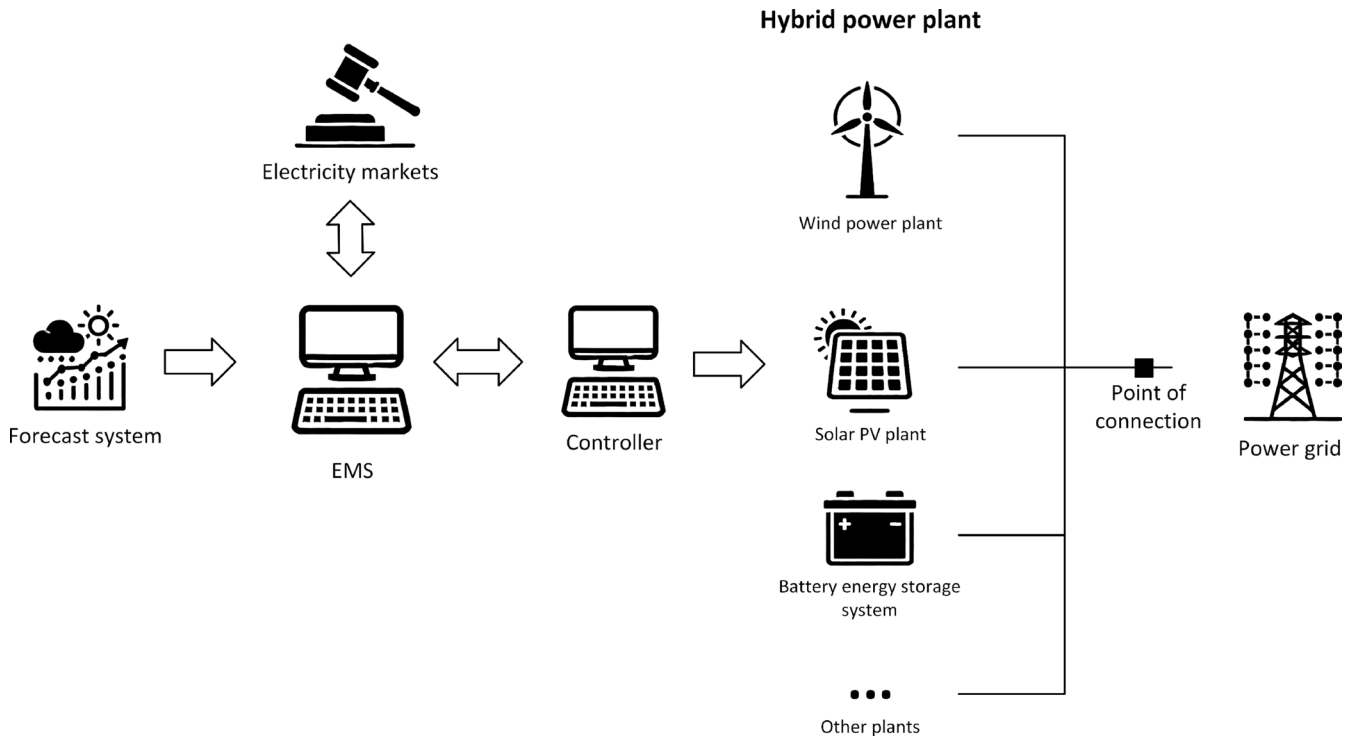 Hybrid power plant
Electricity markets
Wind power plant
Forecast system
EMS
Controller
Solar PV plant
Point of
connection
Power grid
+ −
Battery energy storage
system
Other plants